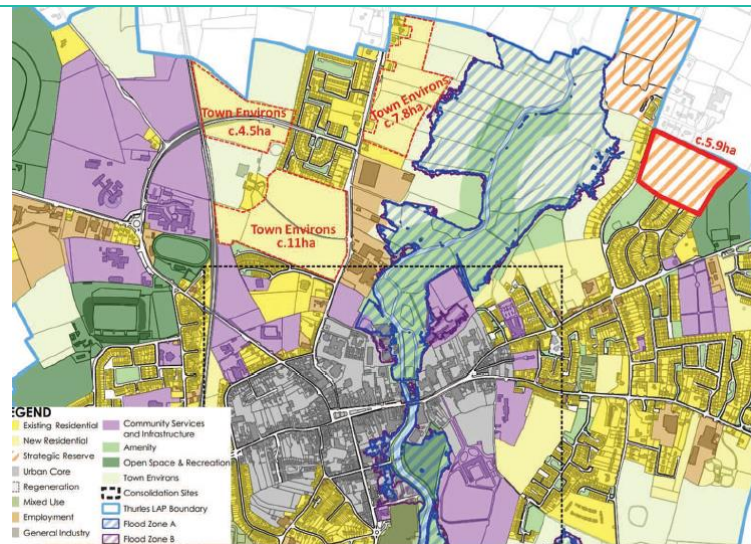 Town Environs
c.4.5ha
Town Environs
c.7.8ha
c.5.9ha
Town Environs
c.11ha
EGEND
Existing Residential
New Residential
Strategic Reserve
Urban Core
Regeneration
Mixed Use
Employment
General Industry
Community Services
and Infrastructure
Amenity
Open Space & Recreation
Town Environs
Consolidation Sites
Thurles LAP Boundary
Flood Zone A
Flood Zone B